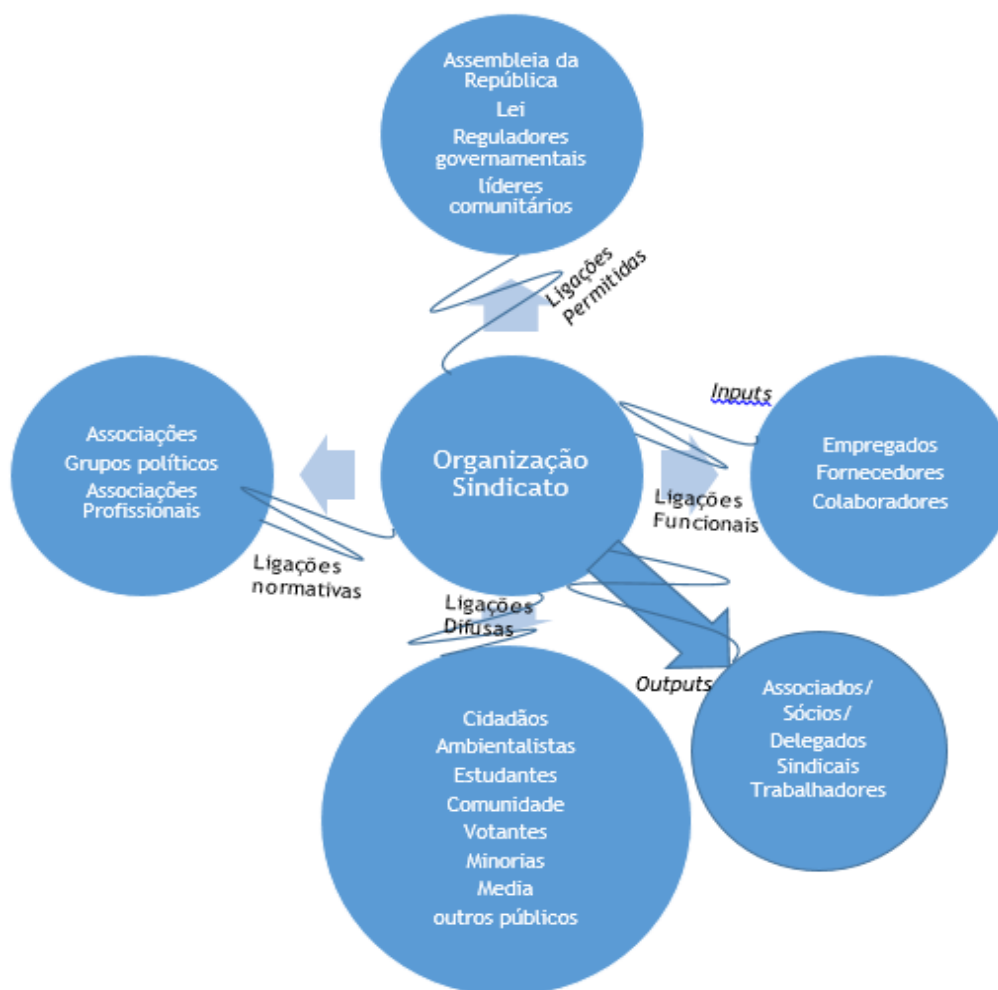 Assembleia da
República
Lei
Reguladores
governamentais
líderes
comunitários
Ligações
Permitidas
Associações
Grupos políticos
Associações
Profissionais
Ligações
normativas
Organização
Sindicato
Inputs
Ligações
Funcionais
Empregados
Fornecedores
Colaboradores
Ligações
Difusas
Outputs
Associados/
Sócios/
Delegados
Sindicais
Trabalhadores
Cidadãos
Ambientalistas
Estudantes
Comunidade
Votantes
Minorias
Media
outros públicos